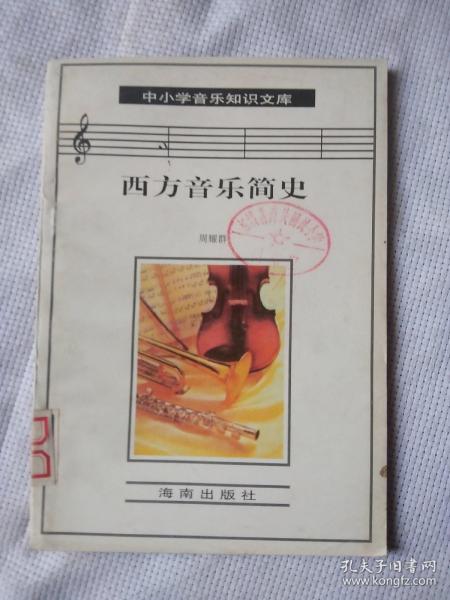 中小学音乐知识文库
西方音乐简史
周耀群
海南出版社
孔夫子旧书网
www.kongfz.com